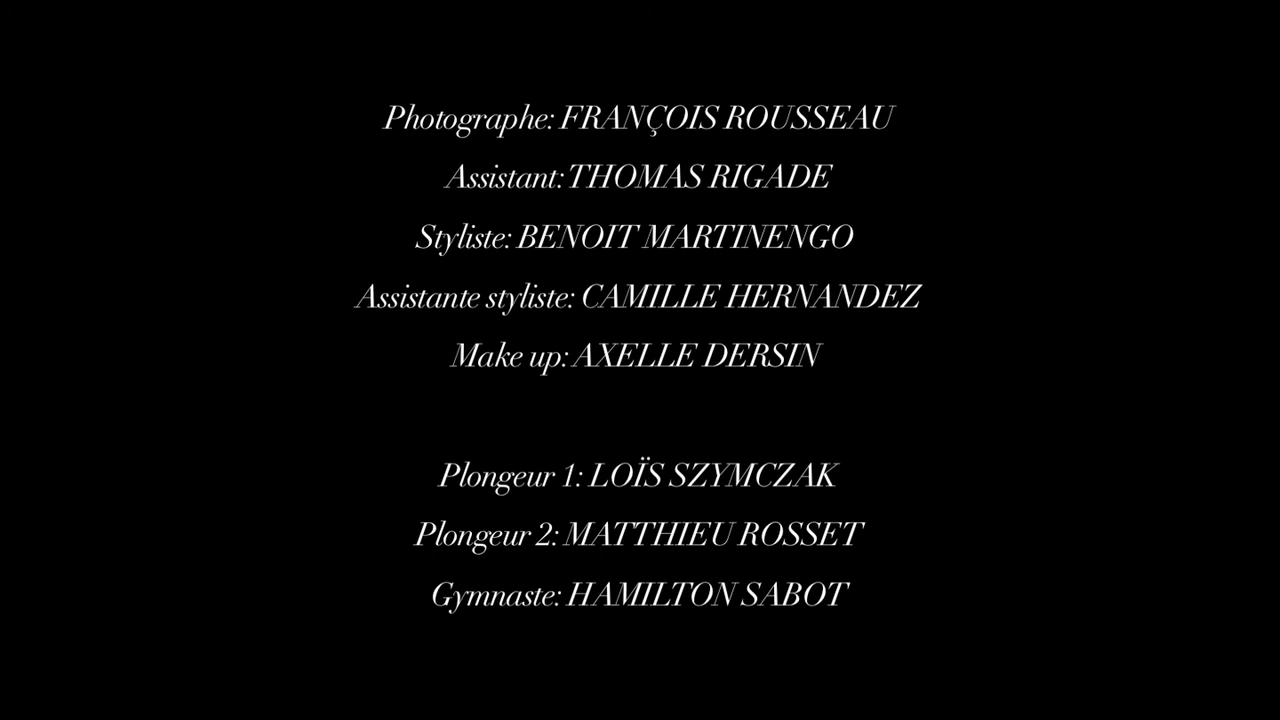 Photographe: FRANÇOIS ROUSSEAU
Assistant: THOMAS RIGADE
Styliste: BENOIT MARTINENGO
Assistante styliste: CAMILLE HERNANDEZ
Make up: AXELLE DERSIN
Plongeur 1: LOÏS SZYMCZAK
Plongeur 2: MATTHIEU ROSSET
Gymnaste: HAMILTON SABOT